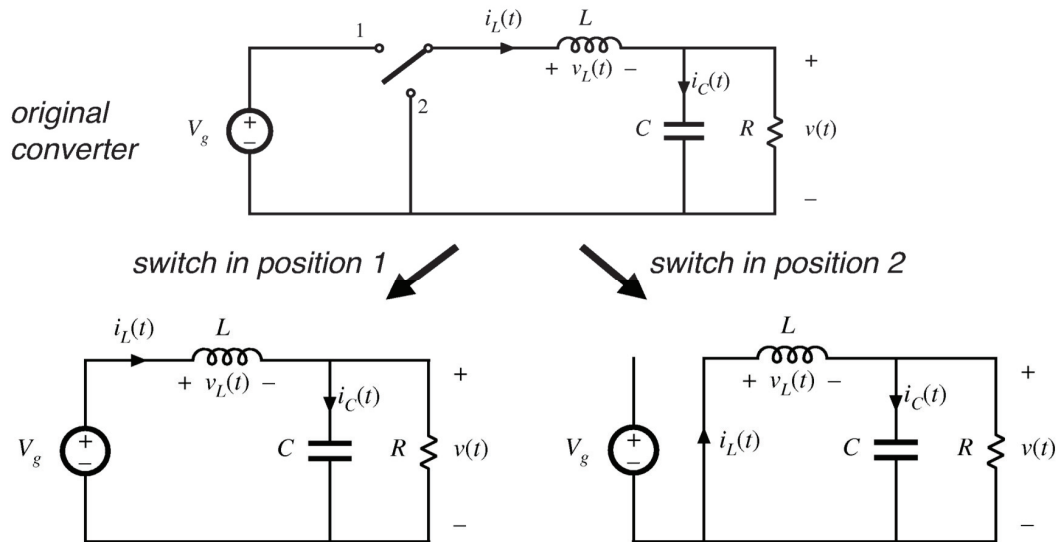 original
converter
V_g
+
−
1
2
i_L(t)
L
+ v_L(t) −
i_C(t)
C
R
+
v(t)
−
switch in position 1
switch in position 2
i_L(t)
L
+ v_L(t) −
V_g
+
−
i_C(t)
C
R
+
v(t)
−
L
+ v_L(t) −
V_g
+
−
i_L(t)
i_C(t)
C
R
+
v(t)
−